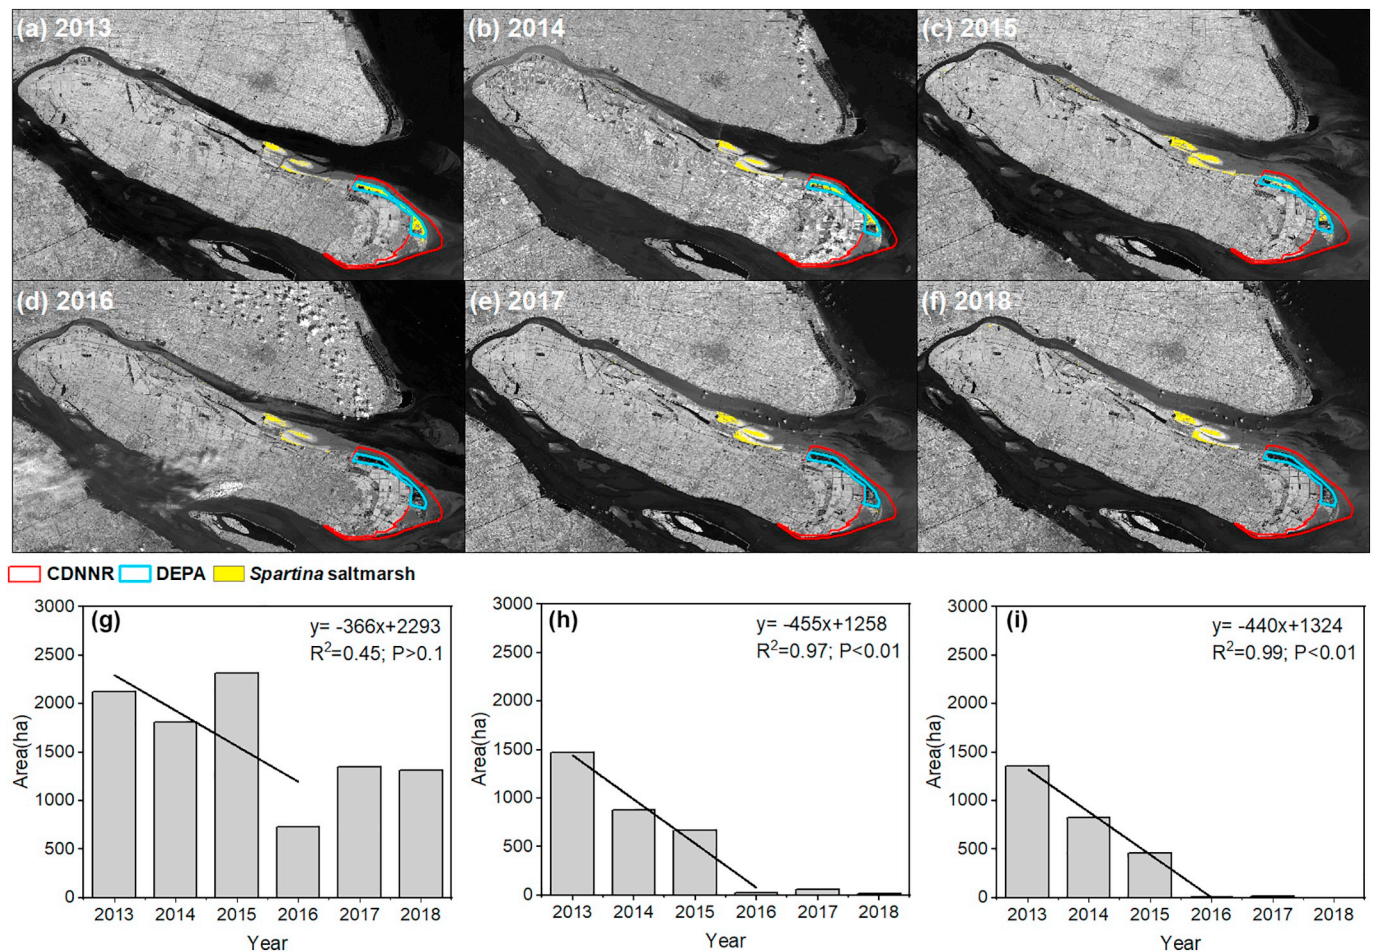 (a) 2013
(b) 2014
(c) 2015
(d) 2016
(e) 2017
(f) 2018
CDNNR DEPA Spartina saltmarsh
(g)
y= -366x+2293
R²=0.45; P>0.1
3000
2500
2000
1500
1000
500
0
Area(ha)
2013 2014 2015 2016 2017 2018
Year
(h)
y= -455x+1258
R²=0.97; P<0.01
3000
2500
2000
1500
1000
500
0
Area(ha)
2013 2014 2015 2016 2017 2018
Year
(i)
y= -440x+1324
R²=0.99; P<0.01
3000
2500
2000
1500
1000
500
0
Area(ha)
2013 2014 2015 2016 2017 2018
Year